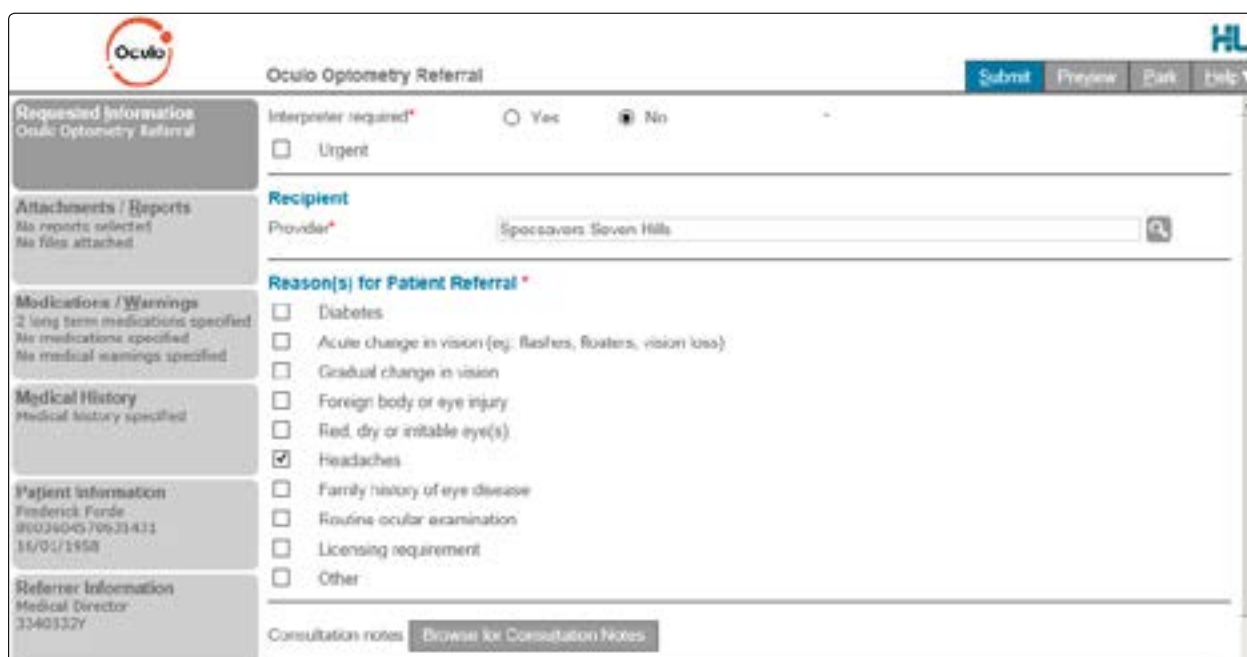 Oculo
HL
Oculo Optometry Referral
Submit
Preview
Park
Help
Requested Information
Oculo Optometry Referral
Attachments / Reports
No reports selected
No files attached
Medications / Warnings
2 long term medications specified
No medications specified
No medical warnings specified
Medical History
Medical history specified
Patient Information
Frederick Forde
16/01/1958
Referrer Information
Medical Director
Interpreter required*
Yes
No
Urgent
Recipient
Provider*
Specsavers Seven Hills
Reason(s) for Patient Referral *
Diabetes
Acute change in vision (eg. flashes, floaters, vision loss)
Gradual change in vision
Foreign body or eye injury
Red, dry or irritable eye(s)
Headaches
Family history of eye disease
Routine ocular examination
Licensing requirement
Other
Consultation notes
Browse for Consultation Notes